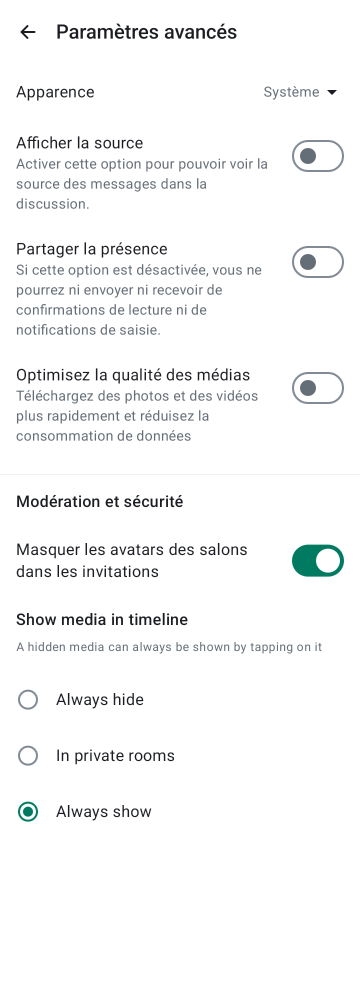 Paramètres avancés
Apparence
Système
Afficher la source
Activer cette option pour pouvoir voir la
source des messages dans la
discussion.
Partager la présence
Si cette option est désactivée, vous ne
pourrez ni envoyer ni recevoir de
confirmations de lecture ni de
notifications de saisie.
Optimisez la qualité des médias
Téléchargez des photos et des vidéos
plus rapidement et réduisez la
consommation de données
Modération et sécurité
Masquer les avatars des salons
dans les invitations
Show media in timeline
A hidden media can always be shown by tapping on it
Always hide
In private rooms
Always show